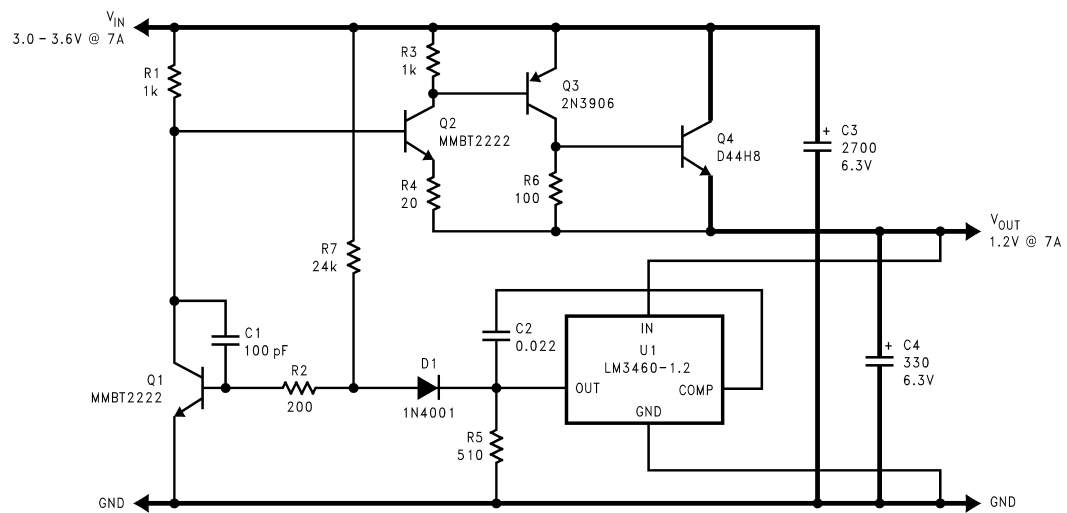 VIN
3.0 – 3.6V @ 7A
R1
1k
R3
1k
Q3
2N3906
Q2
MMBT2222
Q4
D44H8
+ C3
2700
6.3V
R4
20
R6
100
VOUT
1.2V @ 7A
R7
24k
C1
100 pF
C2
0.022
IN
U1
LM3460-1.2
OUT
COMP
GND
+ C4
330
6.3V
Q1
MMBT2222
R2
200
D1
1N4001
R5
510
GND
GND